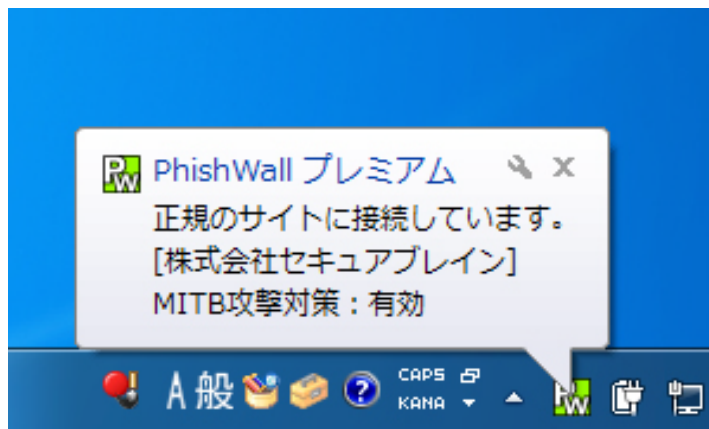 PW PhishWall プレミアム
正規のサイトに接続しています。
[株式会社セキュアブレイン]
MITB攻撃対策：有効
A 般 ? CAPS PW
KANA